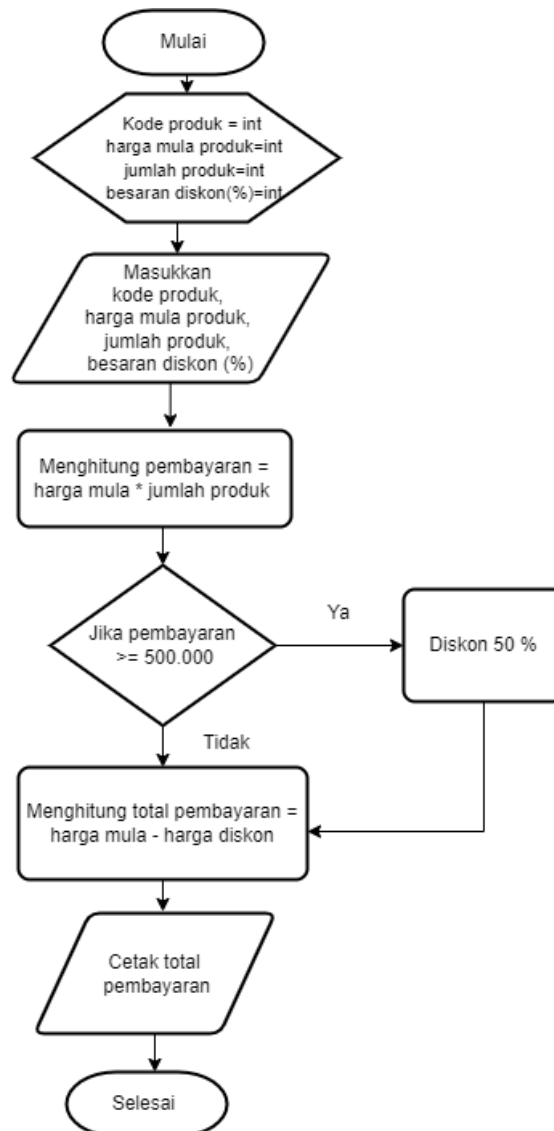 Mulai
Kode produk = int
harga mula produk=int
jumlah produk=int
besaran diskon(%)=int
Masukkan
kode produk,
harga mula produk,
jumlah produk,
besaran diskon (%)
Menghitung pembayaran =
harga mula * jumlah produk
Jika pembayaran
>= 500.000
Ya
Diskon 50 %
Tidak
Menghitung total pembayaran =
harga mula - harga diskon
Cetak total
pembayaran
Selesai